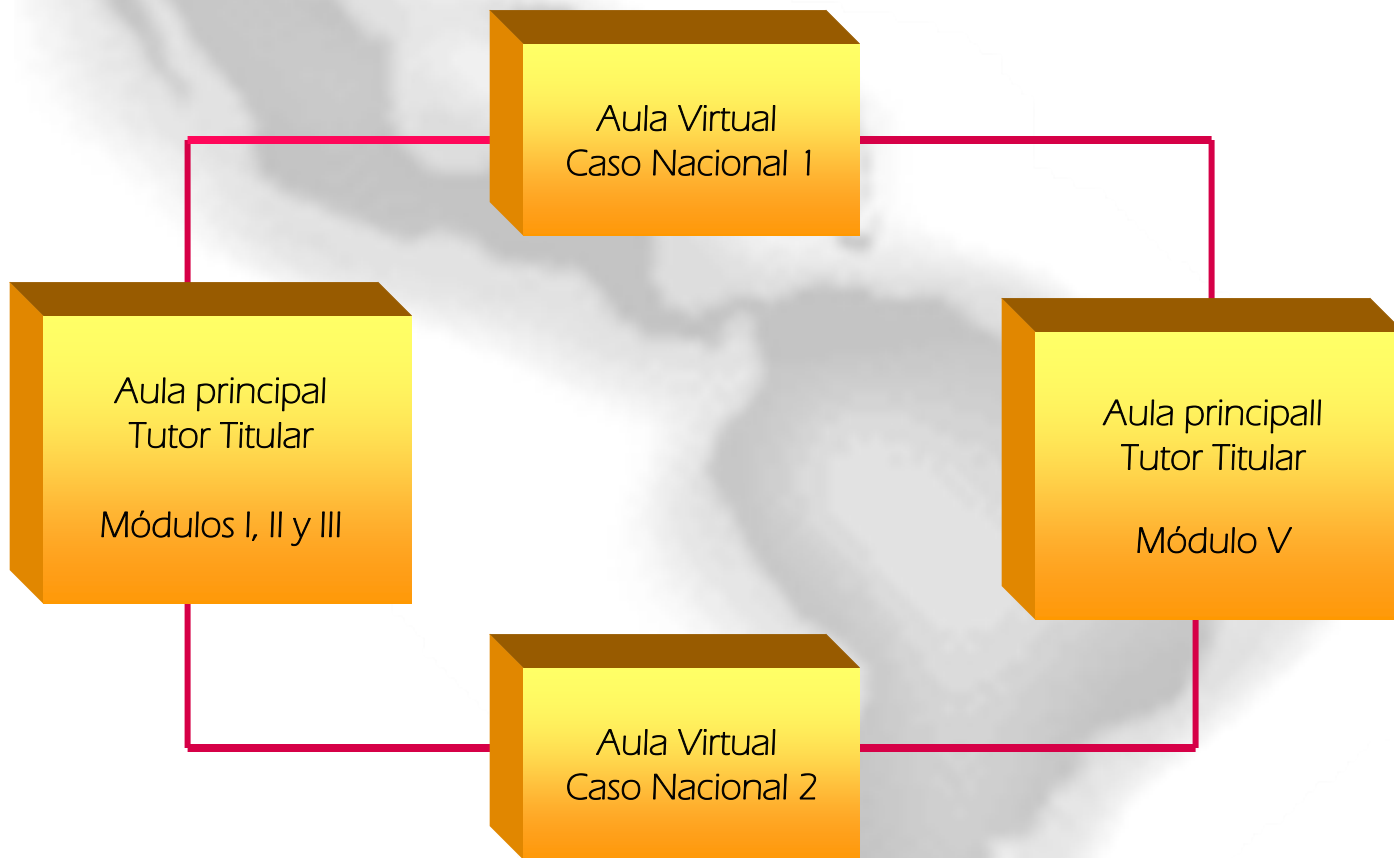 Aula Virtual
Caso Nacional 1
Aula principal
Tutor Titular
Módulos I, II y III
Aula principall
Tutor Titular
Módulo V
Aula Virtual
Caso Nacional 2